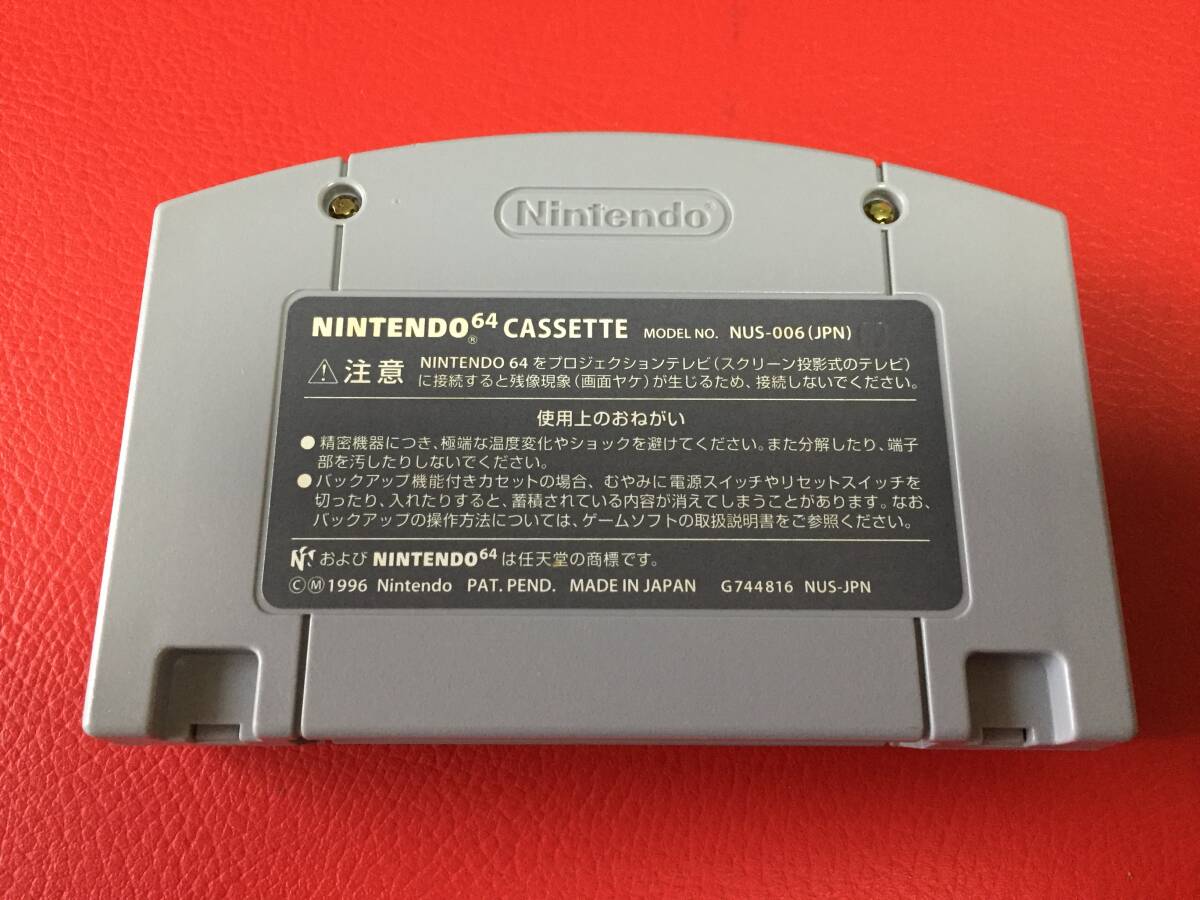 Nintendo®
NINTENDO64® CASSETTE MODEL NO. NUS-006(JPN)
⚠注意 NINTENDO 64 をプロジェクションテレビ(スクリーン投影式のテレビ)
に接続すると残像現象(画面ヤケ)が生じるため、接続しないでください。
使用上のおねがい
●精密機器につき、極端な温度変化やショックを避けてください。また分解したり、端子
部を汚したりしないでください。
●バックアップ機能付きカセットの場合、むやみに電源スイッチやリセットスイッチを
切ったり、入れたりすると、蓄積されている内容が消えてしまうことがあります。なお、
バックアップの操作方法については、ゲームソフトの取扱説明書をご参照ください。
および NINTENDO64 は任天堂の商標です。
ⒸⓂ1996 Nintendo PAT. PEND. MADE IN JAPAN G744816 NUS-JPN